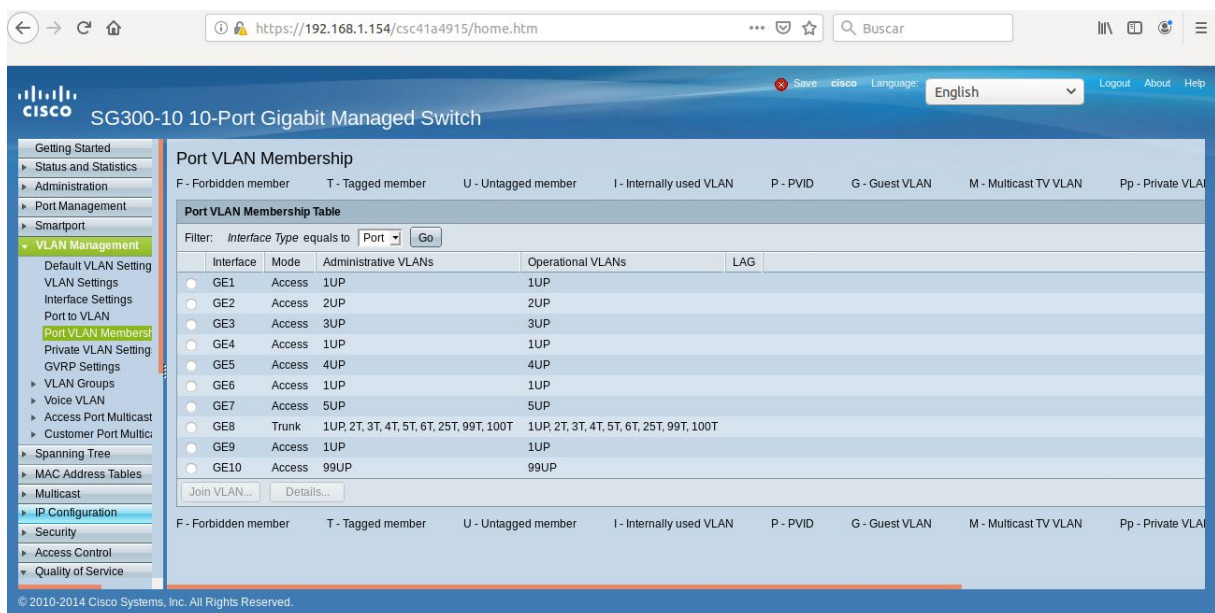 https://192.168.1.154/csc41a4915/home.htm
Buscar
Save cisco Language: English Logout About Help
cisco
SG300-10 10-Port Gigabit Managed Switch
Getting Started
Status and Statistics
Administration
Port Management
Smartport
VLAN Management
Default VLAN Setting
VLAN Settings
Interface Settings
Port to VLAN
Port VLAN Membersh
Private VLAN Setting
GVRP Settings
VLAN Groups
Voice VLAN
Access Port Multicast
Customer Port Multica
Spanning Tree
MAC Address Tables
Multicast
IP Configuration
Security
Access Control
Quality of Service
Port VLAN Membership
F - Forbidden member T - Tagged member U - Untagged member I - Internally used VLAN P - PVID G - Guest VLAN M - Multicast TV VLAN Pp - Private VLA
Port VLAN Membership Table
Filter: Interface Type equals to Port Go
Interface Mode Administrative VLANs Operational VLANs LAG
GE1 Access 1UP 1UP
GE2 Access 2UP 2UP
GE3 Access 3UP 3UP
GE4 Access 1UP 1UP
GE5 Access 4UP 4UP
GE6 Access 1UP 1UP
GE7 Access 5UP 5UP
GE8 Trunk 1UP, 2T, 3T, 4T, 5T, 6T, 25T, 99T, 100T 1UP, 2T, 3T, 4T, 5T, 6T, 25T, 99T, 100T
GE9 Access 1UP 1UP
GE10 Access 99UP 99UP
Join VLAN... Details...
F - Forbidden member T - Tagged member U - Untagged member I - Internally used VLAN P - PVID G - Guest VLAN M - Multicast TV VLAN Pp - Private VLA
© 2010-2014 Cisco Systems, Inc. All Rights Reserved.